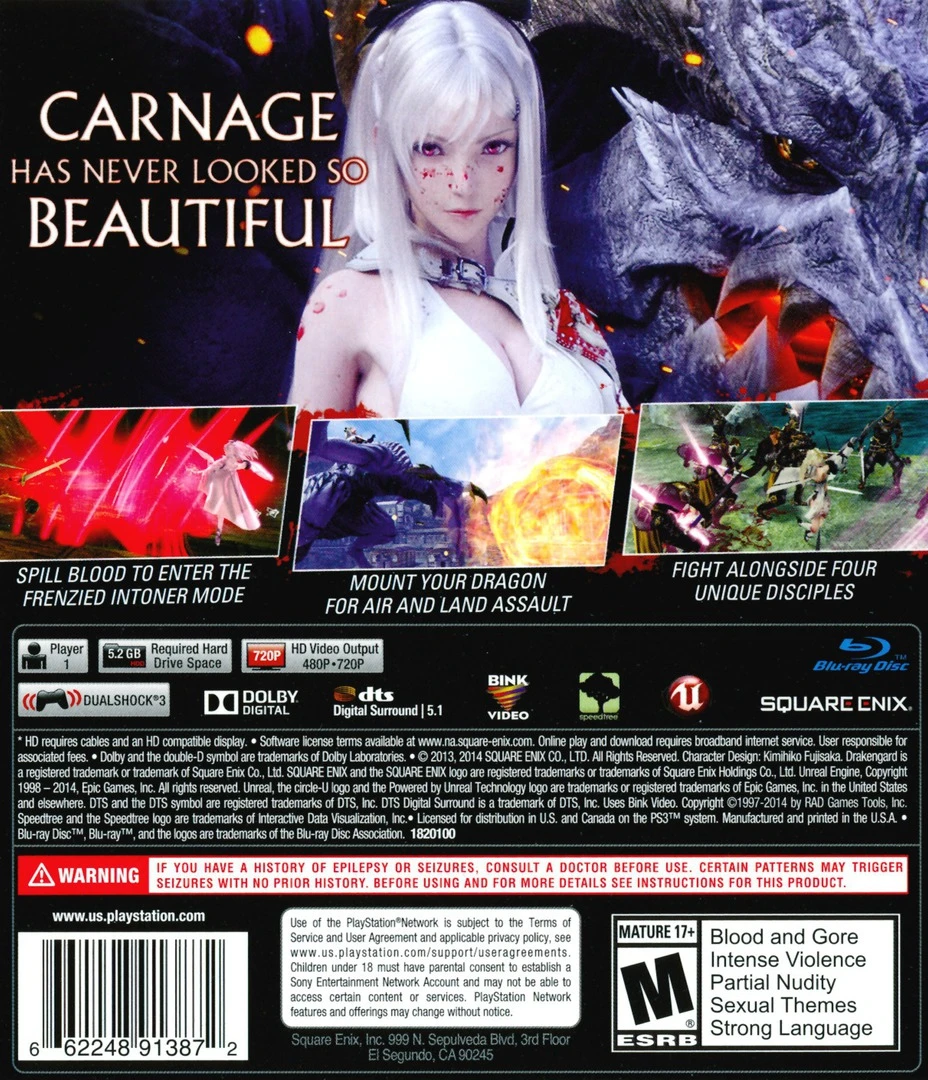 CARNAGE
HAS NEVER LOOKED SO
BEAUTIFUL
SPILL BLOOD TO ENTER THE
FRENZIED INTONER MODE
MOUNT YOUR DRAGON
FOR AIR AND LAND ASSAULT
FIGHT ALONGSIDE FOUR
UNIQUE DISCIPLES
Player
1
5.2 GB
HDD
Required Hard
Drive Space
720P
HD Video Output
480P•720P
Blu-ray Disc™
DUALSHOCK®3
DOLBY
DIGITAL
dts
Digital Surround | 5.1
BINK
VIDEO
speedtree
SQUARE ENIX®
* HD requires cables and an HD compatible display. • Software license terms available at www.na.square-enix.com. Online play and download requires broadband internet service. User responsible for
associated fees. • Dolby and the double-D symbol are trademarks of Dolby Laboratories. • © 2013, 2014 SQUARE ENIX CO., LTD. All Rights Reserved. Character Design: Kimihiko Fujisaka. Drakengard is
a registered trademark or trademark of Square Enix Co., Ltd. SQUARE ENIX and the SQUARE ENIX logo are registered trademarks or trademarks of Square Enix Holdings Co., Ltd. Unreal Engine, Copyright
1998 – 2014, Epic Games, Inc. All rights reserved. Unreal, the circle-U logo and the Powered by Unreal Technology logo are trademarks or registered trademarks of Epic Games, Inc. in the United States
and elsewhere. DTS and the DTS symbol are registered trademarks of DTS, Inc. DTS Digital Surround is a trademark of DTS, Inc. Uses Bink Video. Copyright ©1997-2014 by RAD Games Tools, Inc.
Speedtree and the Speedtree logo are trademarks of Interactive Data Visualization, Inc.• Licensed for distribution in U.S. and Canada on the PS3™ system. Manufactured and printed in the U.S.A. •
Blu-ray Disc™, Blu-ray™, and the logos are trademarks of the Blu-ray Disc Association. 1820100
WARNING
IF YOU HAVE A HISTORY OF EPILEPSY OR SEIZURES, CONSULT A DOCTOR BEFORE USE. CERTAIN PATTERNS MAY TRIGGER
SEIZURES WITH NO PRIOR HISTORY. BEFORE USING AND FOR MORE DETAILS SEE INSTRUCTIONS FOR THIS PRODUCT.
www.us.playstation.com
6 62248 91387 2
Use of the PlayStation®Network is subject to the Terms of
Service and User Agreement and applicable privacy policy, see
www.us.playstation.com/support/useragreements.
Children under 18 must have parental consent to establish a
Sony Entertainment Network Account and may not be able to
access certain content or services. PlayStation Network
features and offerings may change without notice.
Square Enix, Inc. 999 N. Sepulveda Blvd, 3rd Floor
El Segundo, CA 90245
MATURE 17+
M
®
ESRB
Blood and Gore
Intense Violence
Partial Nudity
Sexual Themes
Strong Language